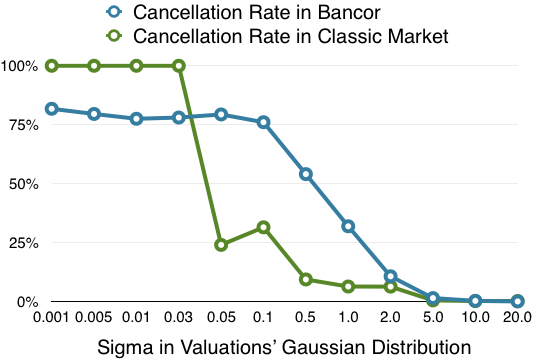 Cancellation Rate in Bancor
Cancellation Rate in Classic Market
100%
75%
50%
25%
0%
0.001 0.005 0.01 0.03 0.05 0.1 0.5 1.0 2.0 5.0 10.0 20.0
Sigma in Valuations’ Gaussian Distribution